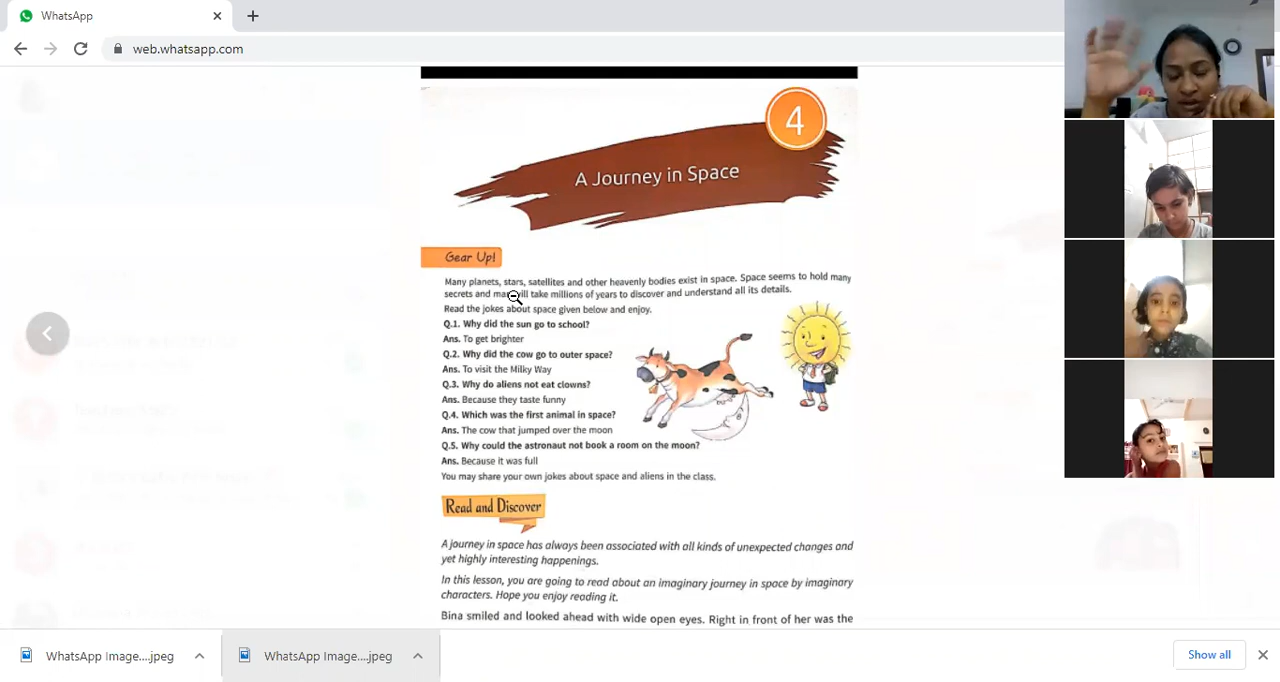 WhatsApp
web.whatsapp.com
4
A Journey in Space
Gear Up!
Many planets, stars, satellites and other heavenly bodies exist in space. Space seems to hold many
secrets and man will take millions of years to discover and understand all its details.
Read the jokes about space given below and enjoy.
Q.1. Why did the sun go to school?
Ans. To get brighter
Q.2. Why did the cow go to outer space?
Ans. To visit the Milky Way
Q.3. Why do aliens not eat clowns?
Ans. Because they taste funny
Q.4. Which was the first animal in space?
Ans. The cow that jumped over the moon
Q.5. Why could the astronaut not book a room on the moon?
Ans. Because it was full
You may share your own jokes about space and aliens in the class.
Read and Discover
A journey in space has always been associated with all kinds of unexpected changes and
yet highly interesting happenings.
In this lesson, you are going to read about an imaginary journey in space by imaginary
characters. Hope you enjoy reading it.
Bina smiled and looked ahead with wide open eyes. Right in front of her was the
WhatsApp Image....jpeg
WhatsApp Image....jpeg
Show all